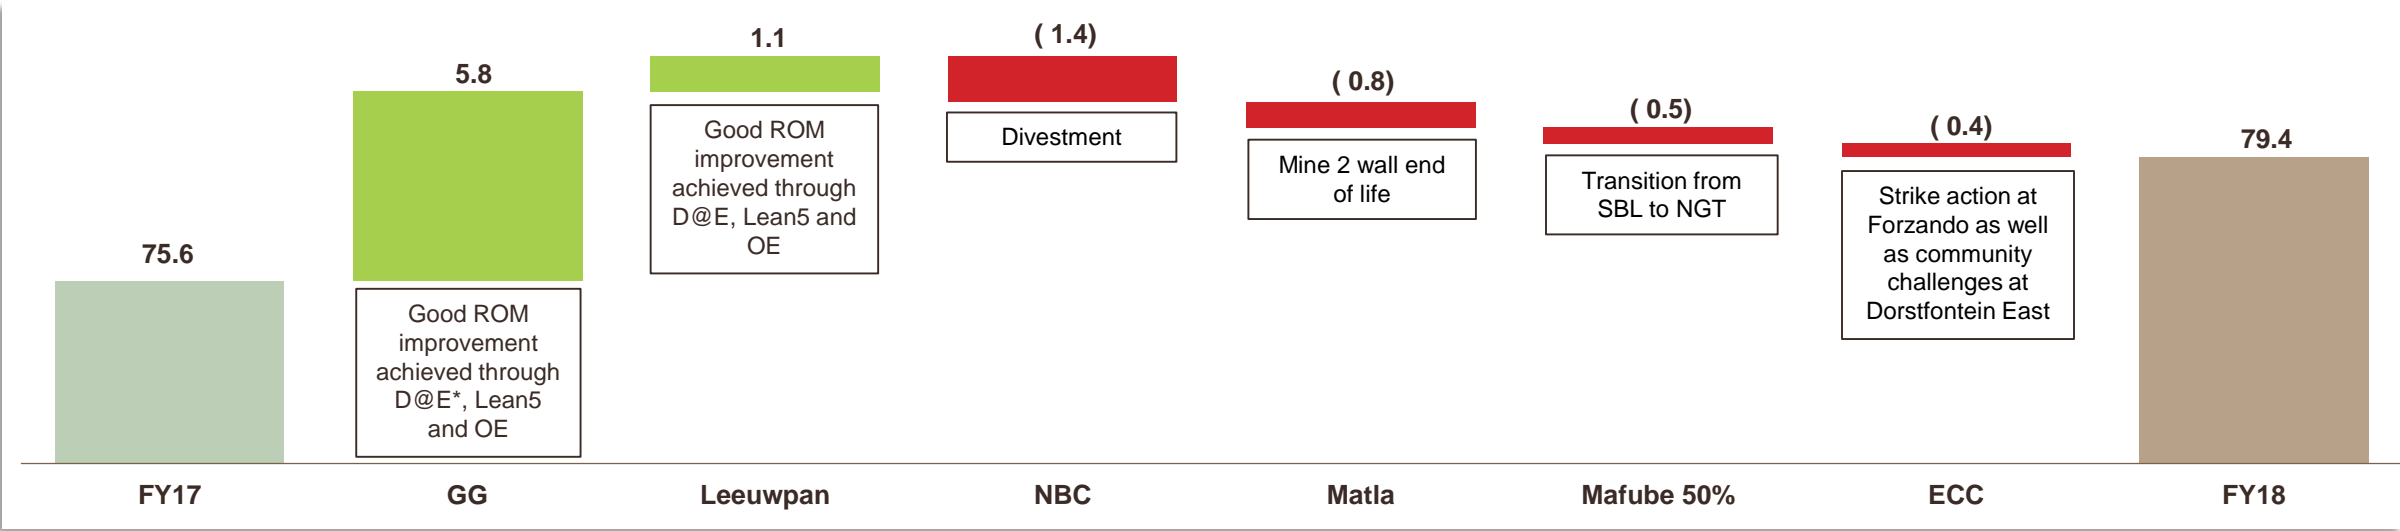 75.6
5.8
1.1
( 1.4)
( 0.8)
( 0.5)
( 0.4)
79.4
Good ROM
improvement
achieved through
D@E*, Lean5
and OE
Good ROM
improvement
achieved through
D@E, Lean5 and
OE
Divestment
Mine 2 wall end
of life
Transition from
SBL to NGT
Strike action at
Forzando as well
as community
challenges at
Dorstfontein East
FY17
GG
Leeuwpan
NBC
Matla
Mafube 50%
ECC
FY18